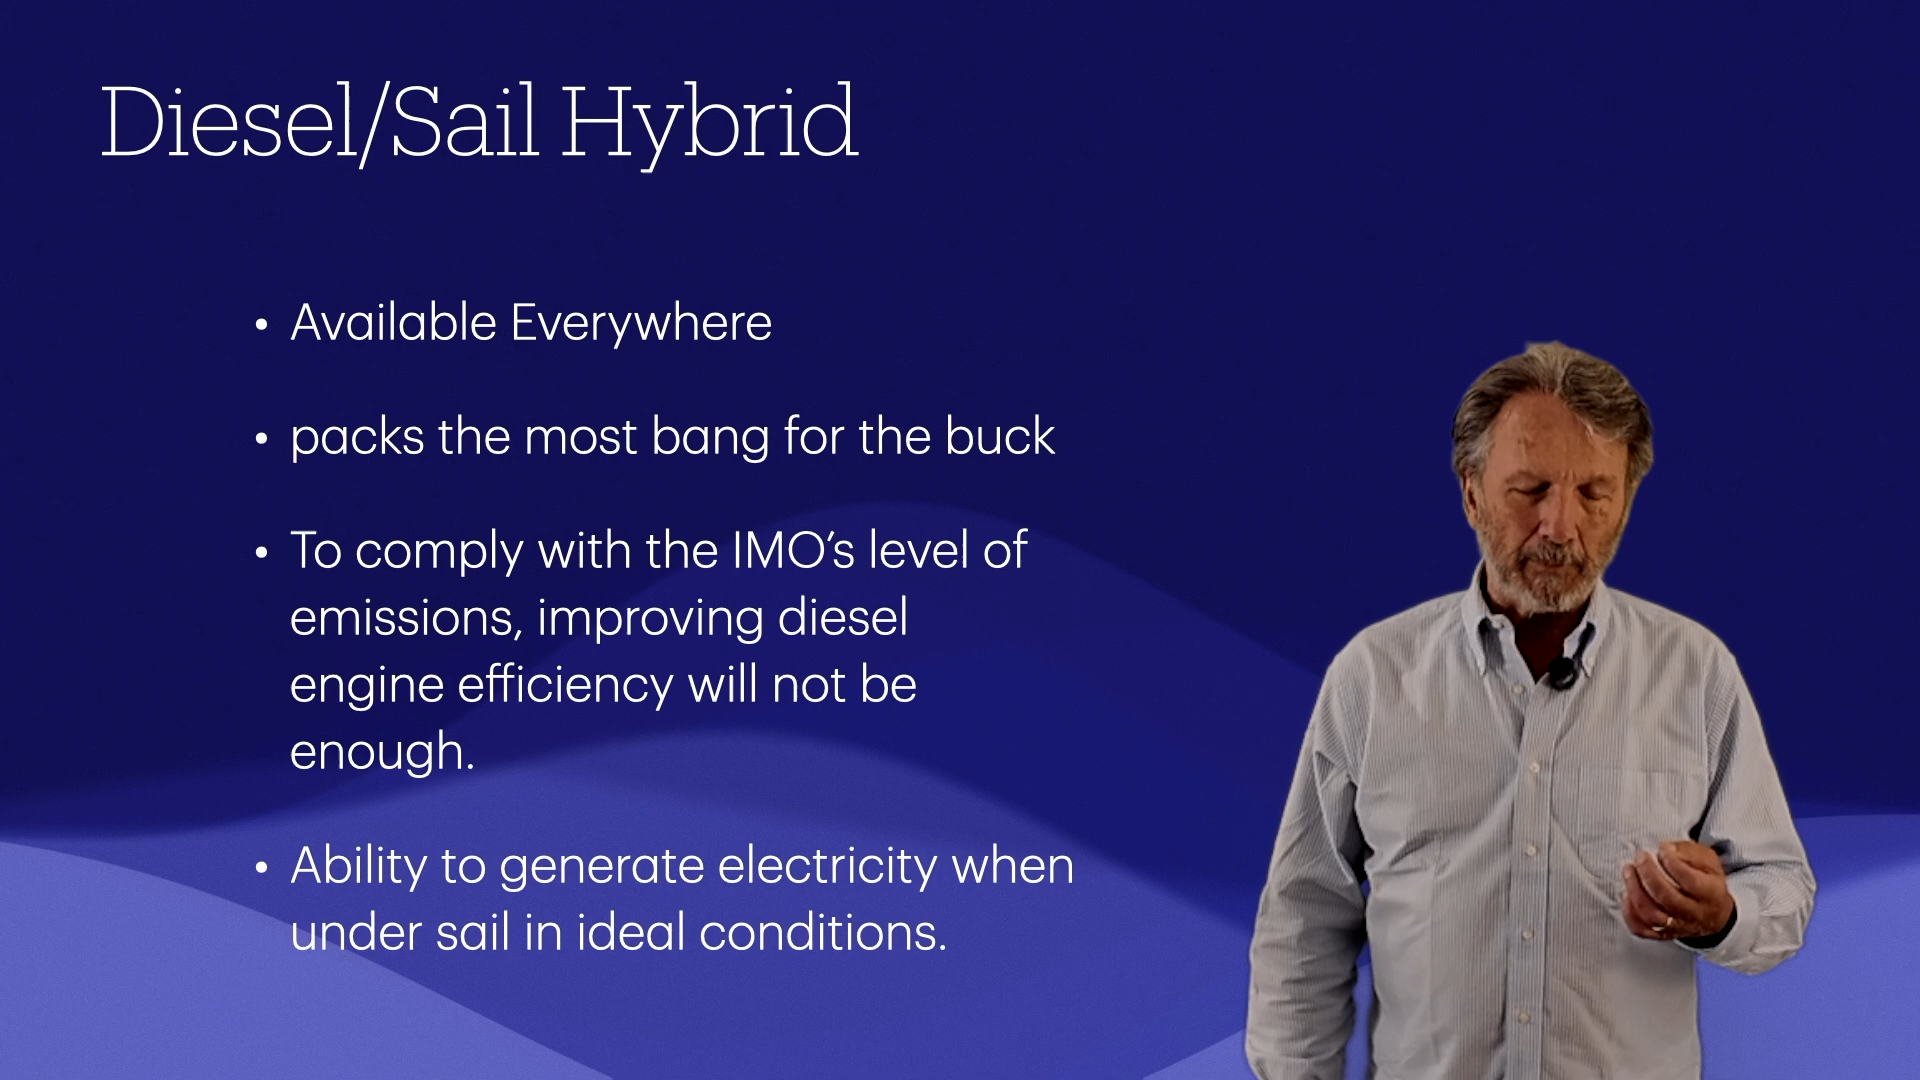 Diesel/Sail Hybrid
• Available Everywhere
• packs the most bang for the buck
• To comply with the IMO’s level of
emissions, improving diesel
engine efficiency will not be
enough.
• Ability to generate electricity when
under sail in ideal conditions.